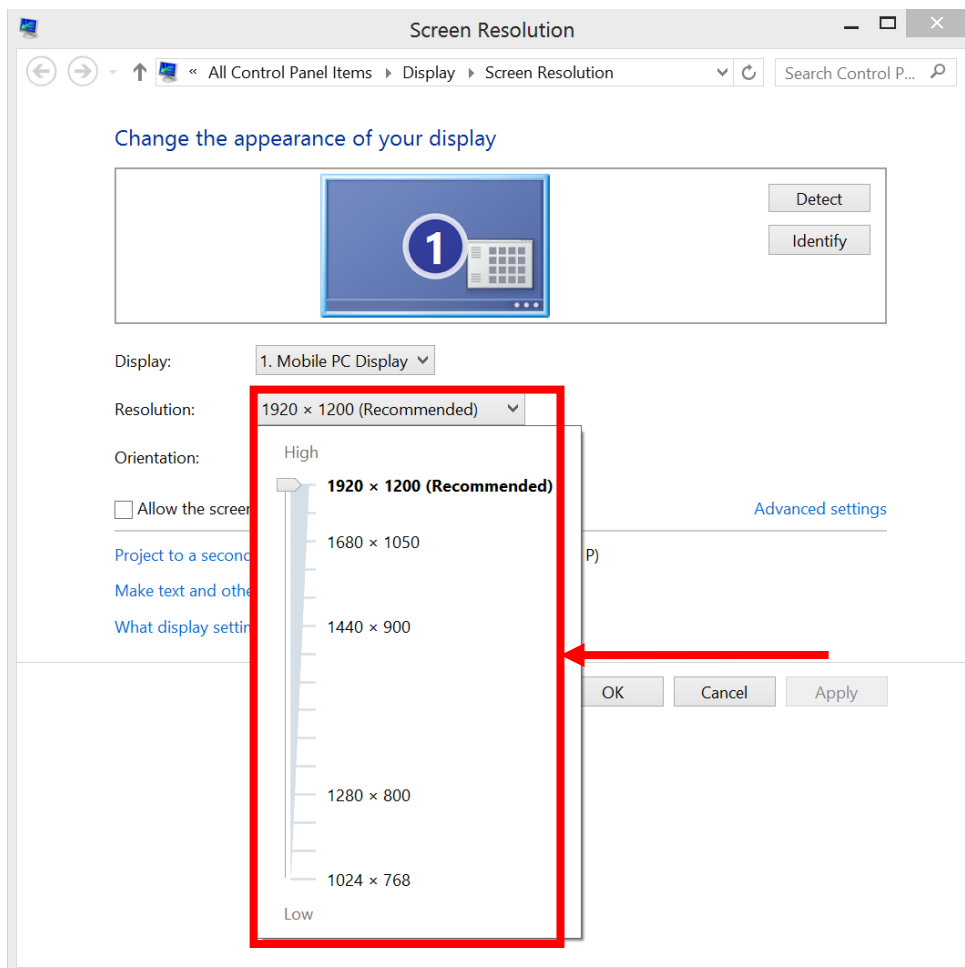 Screen Resolution
« All Control Panel Items Display Screen Resolution
Search Control P...
Change the appearance of your display
1
Detect
Identify
Display:
1. Mobile PC Display
Resolution:
1920 × 1200 (Recommended)
Orientation:
High
1920 × 1200 (Recommended)
Allow the screen
Advanced settings
1680 × 1050
Project to a second
P)
Make text and othe
What display settin
1440 × 900
OK
Cancel
Apply
1280 × 800
1024 × 768
Low